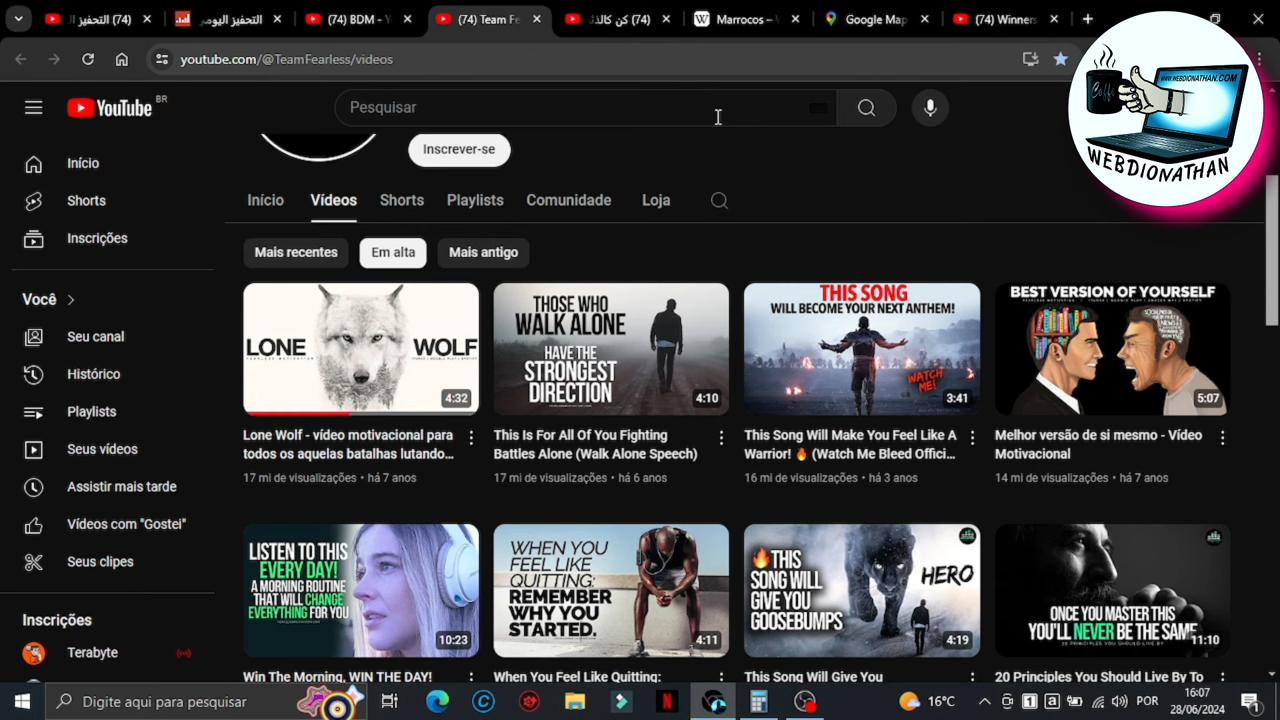 (74) التحفيز ال
التحفيز اليومي
(74) BDM - Y
(74) Team Fe
(74) كن كالذئ
Marrocos –
Google Map
(74) Winners
youtube.com/@TeamFearless/videos
YouTube BR
Pesquisar
WWW.WEBDIONATHAN.COM
Coffe
WEBDIONATHAN
Inscrever-se
Início
Vídeos
Shorts
Playlists
Comunidade
Loja
Mais recentes
Em alta
Mais antigo
Início
Shorts
Inscrições
Você
Seu canal
Histórico
Playlists
Seus vídeos
Assistir mais tarde
Vídeos com "Gostei"
Seus clipes
Inscrições
Terabyte
LONE WOLF
4:32
THOSE WHO
WALK ALONE
HAVE THE
STRONGEST
DIRECTION
4:10
THIS SONG
WILL BECOME YOUR NEXT ANTHEM!
WATCH
ME!
3:41
BEST VERSION OF YOURSELF
5:07
Lone Wolf - vídeo motivacional para
todos os aquelas batalhas lutando...
17 mi de visualizações • há 7 anos
This Is For All Of You Fighting
Battles Alone (Walk Alone Speech)
17 mi de visualizações • há 6 anos
This Song Will Make You Feel Like A
Warrior! 🔥 (Watch Me Bleed Offici...
16 mi de visualizações • há 3 anos
Melhor versão de si mesmo - Vídeo
Motivacional
14 mi de visualizações • há 7 anos
LISTEN TO THIS
EVERY DAY!
A MORNING ROUTINE
THAT WILL CHANGE
EVERYTHING FOR YOU
10:23
WHEN YOU
FEEL LIKE
QUITTING:
REMEMBER
WHY YOU
STARTED.
4:11
🔥THIS
SONG WILL
GIVE YOU
GOOSEBUMPS
HERO
4:19
ONCE YOU MASTER THIS
YOU'LL NEVER BE THE SAME
20 PRINCIPLES YOU SHOULD LIVE BY
11:10
Win The Morning, WIN THE DAY!
When You Feel Like Quitting:
This Song Will Give You
20 Principles You Should Live By To
Digite aqui para pesquisar
16°C
POR
16:07
28/06/2024